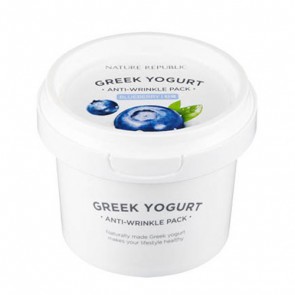 NATURE REPUBLIC
GREEK YOGURT
· ANTI-WRINKLE PACK ·
GREEK YOGURT
· ANTI-WRINKLE PACK ·
Naturally made Greek yogurt
makes your lifestyle healthy